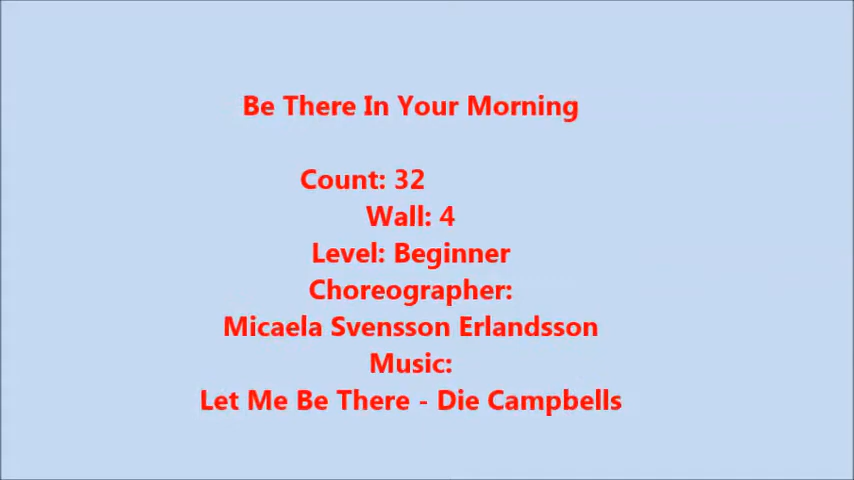 Be There In Your Morning
Count: 32
Wall: 4
Level: Beginner
Choreographer:
Micaela Svensson Erlandsson
Music:
Let Me Be There - Die Campbells